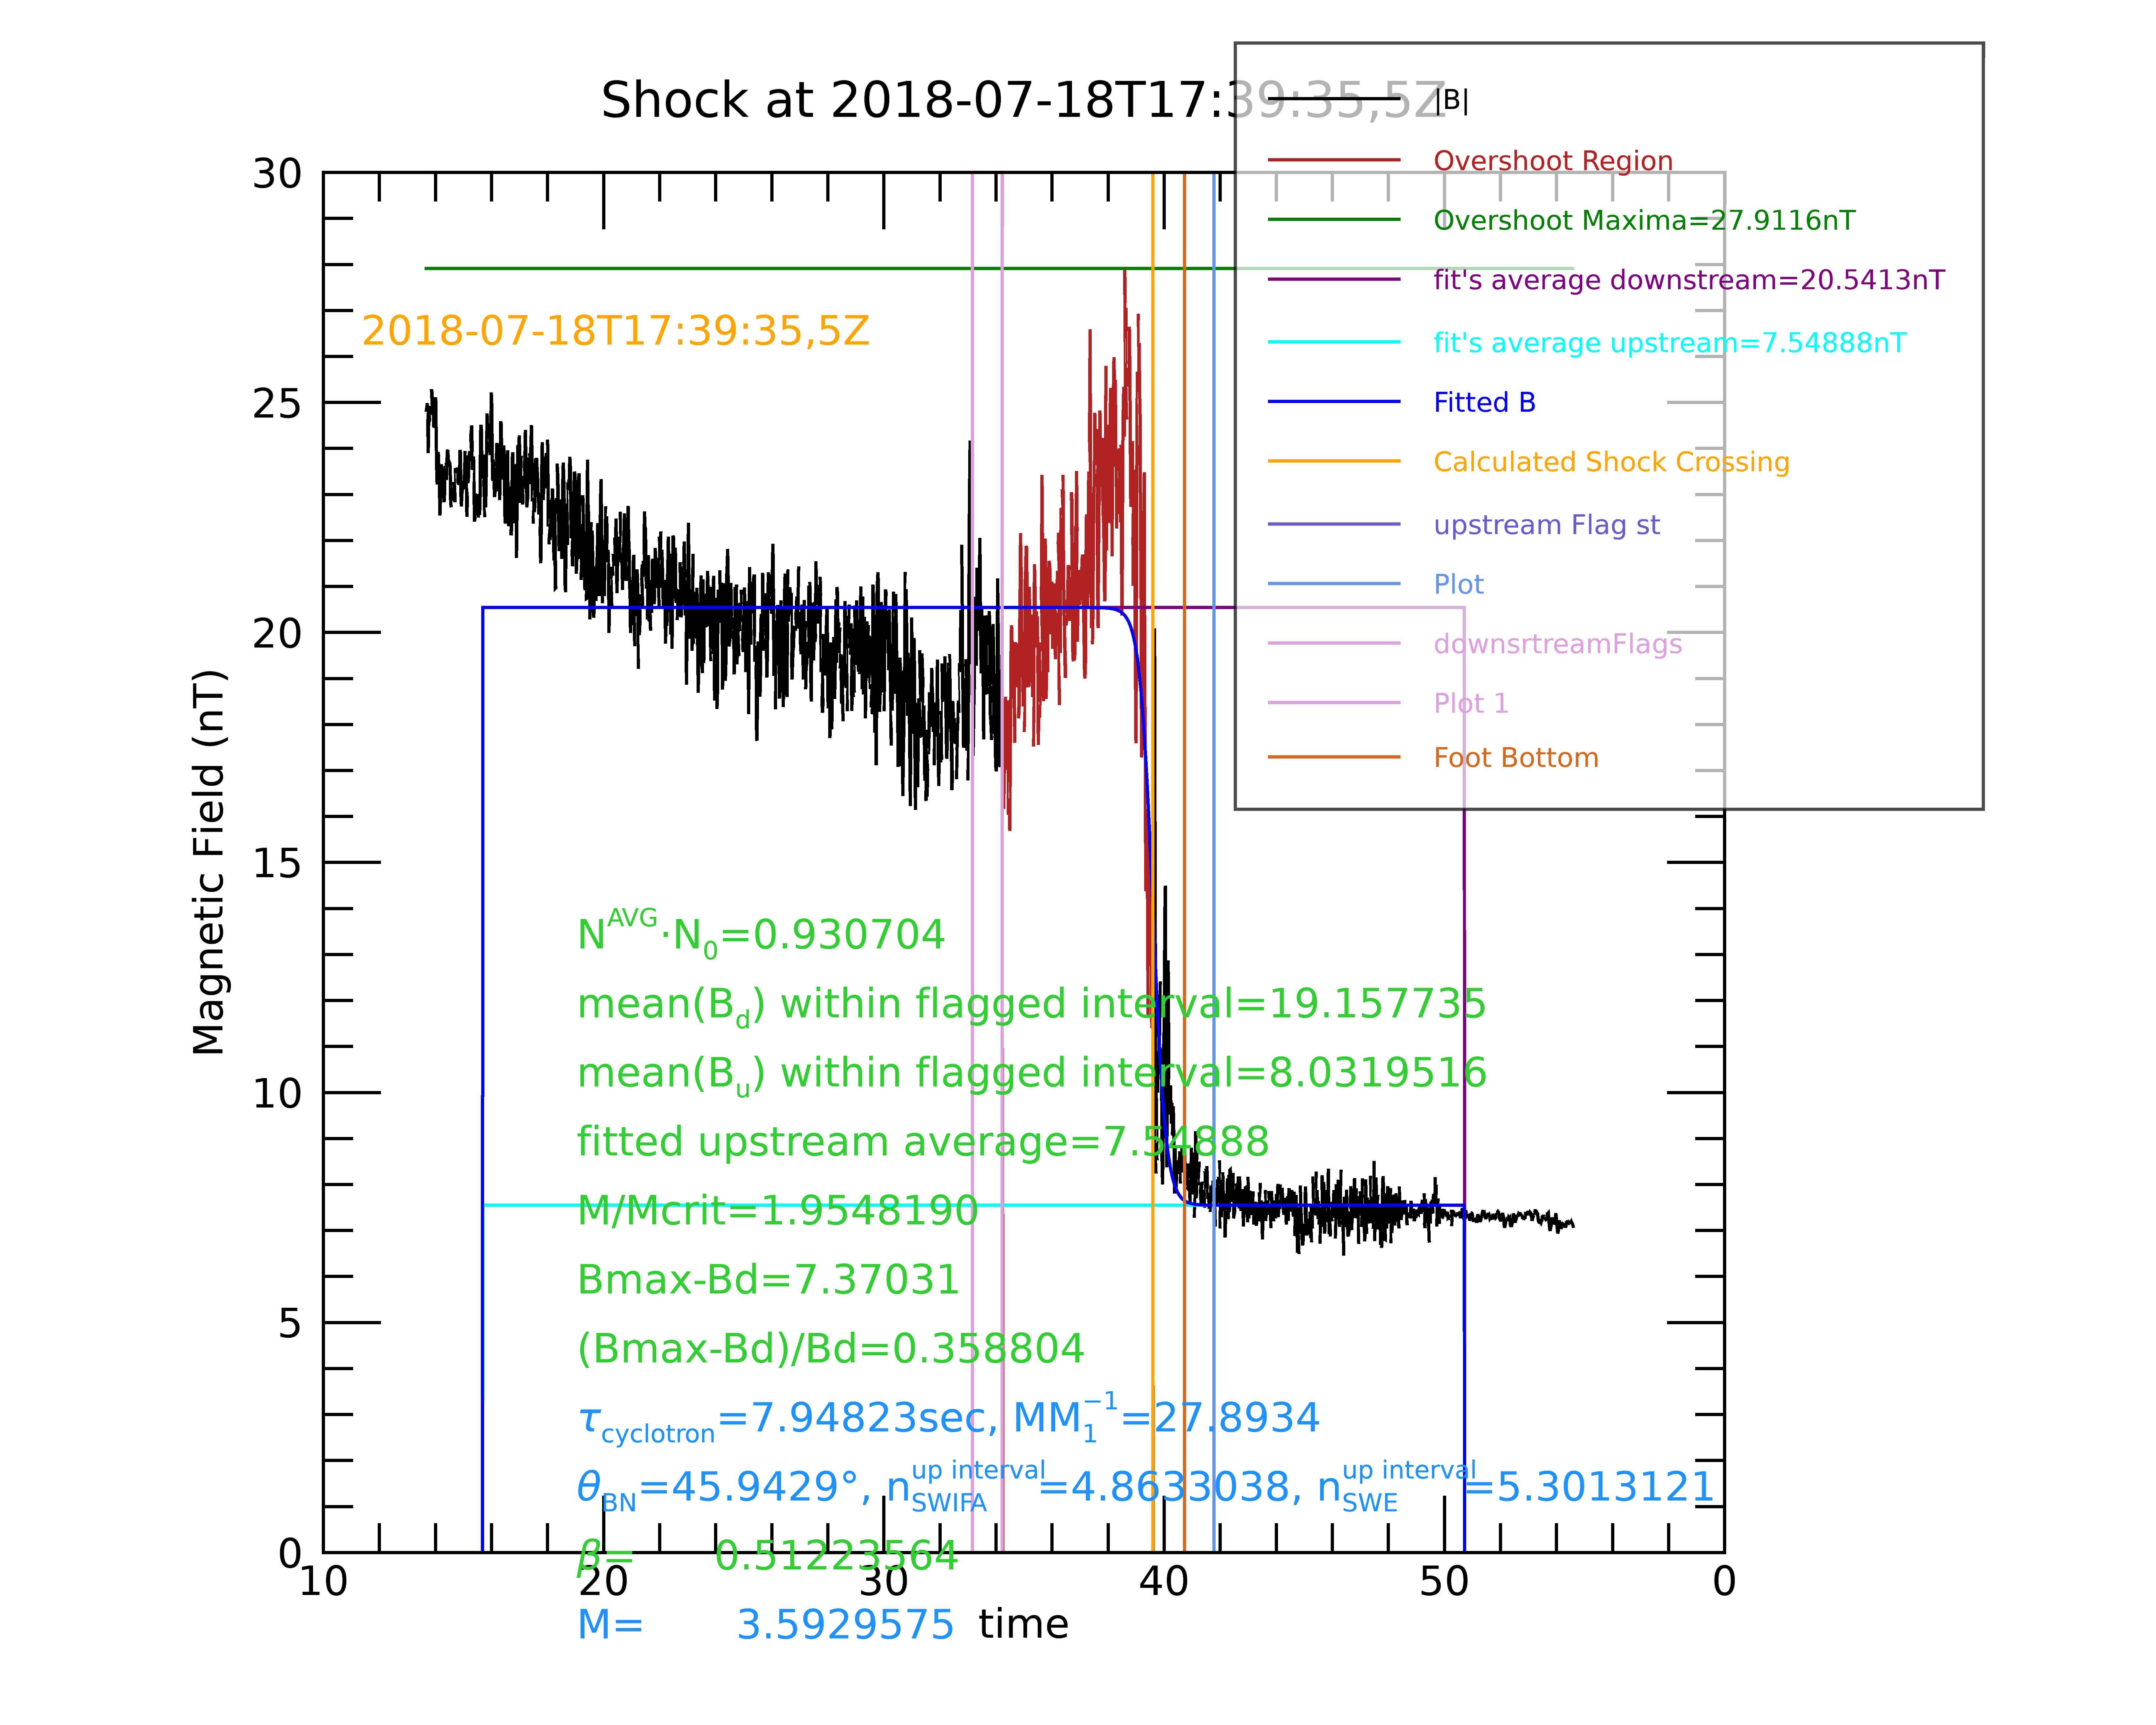 Shock at 2018-07-18T17:39:35,5Z
|B|
Overshoot Region
Overshoot Maxima=27.9116nT
fit's average downstream=20.5413nT
fit's average upstream=7.54888nT
Fitted B
Calculated Shock Crossing
upstream Flag st
Plot
downsrtreamFlags
Plot 1
Foot Bottom
2018-07-18T17:39:35,5Z
30
25
20
15
10
5
0
Magnetic Field (nT)
N^AVG·N_0=0.930704
mean(B_d) within flagged interval=19.157735
mean(B_u) within flagged interval=8.0319516
fitted upstream average=7.54888
M/Mcrit=1.9548190
Bmax-Bd=7.37031
(Bmax-Bd)/Bd=0.358804
τ_cyclotron=7.94823sec, MM_1^−1=27.8934
θ_BN=45.9429°, n_SWIFA^up interval=4.8633038, n_SWE^up interval=5.3013121
β= 0.51223564
10 20 30 40 50 0
M= 3.5929575
time